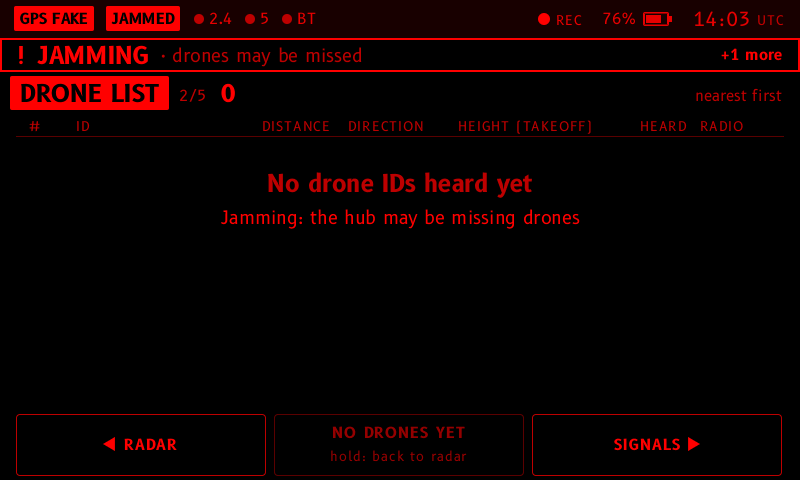 GPS FAKE JAMMED 2.4 5 BT REC 76% 14:03 UTC
! JAMMING · drones may be missed +1 more
DRONE LIST 2/5 0 nearest first
# ID DISTANCE DIRECTION HEIGHT (TAKEOFF) HEARD RADIO
No drone IDs heard yet
Jamming: the hub may be missing drones
◀ RADAR
NO DRONES YET
hold: back to radar
SIGNALS ▶